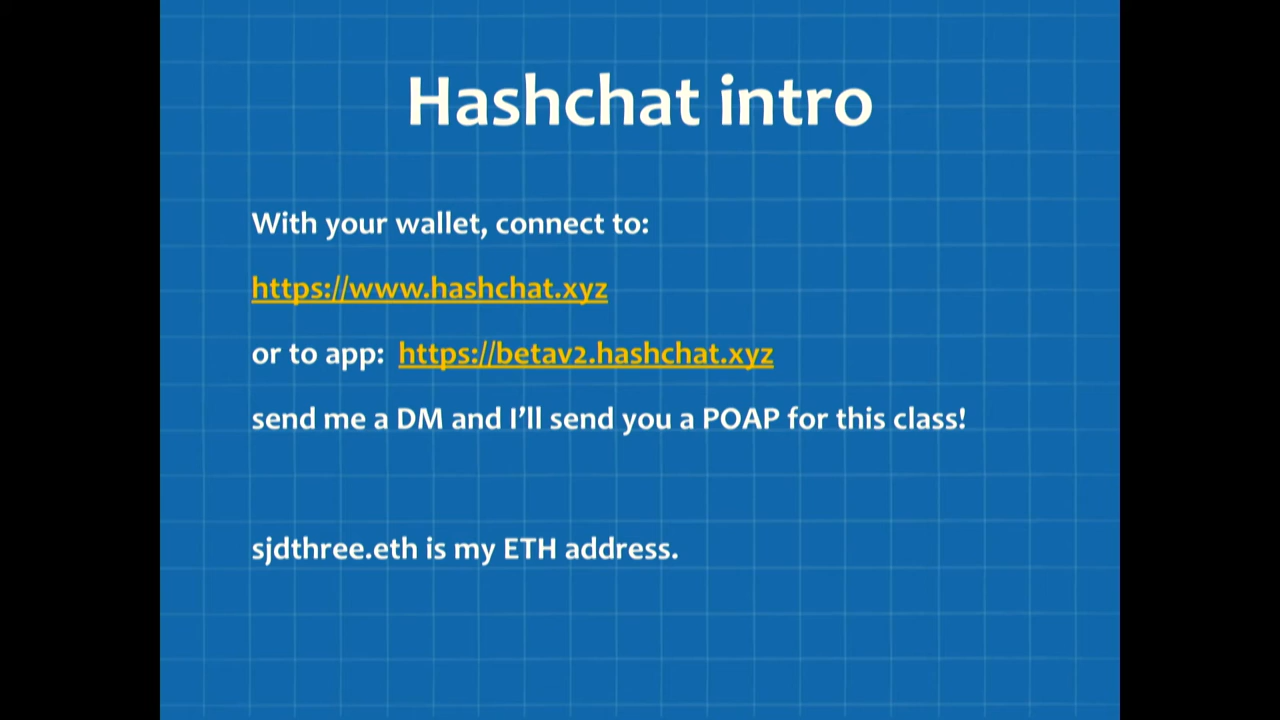 Hashchat intro
With your wallet, connect to:
https://www.hashchat.xyz
or to app: https://betav2.hashchat.xyz
send me a DM and I’ll send you a POAP for this class!
sjdthree.eth is my ETH address.